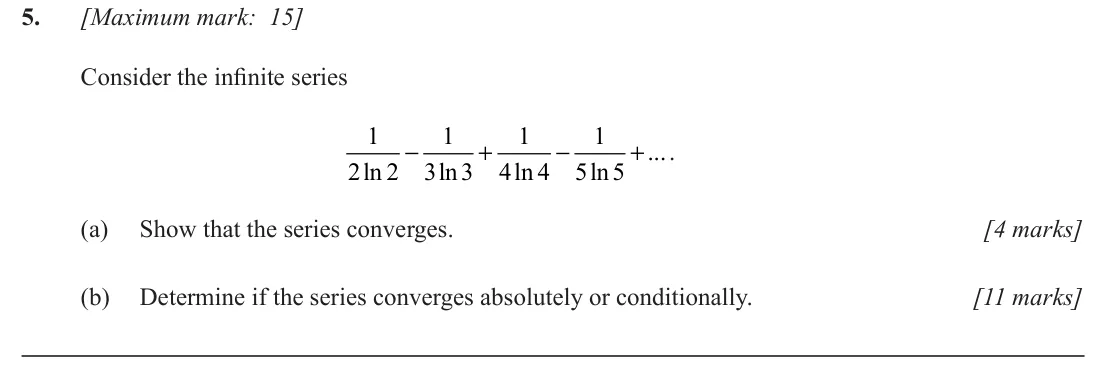 5. [Maximum mark: 15]
Consider the infinite series
1/(2 ln 2) − 1/(3 ln 3) + 1/(4 ln 4) − 1/(5 ln 5) + ....
(a) Show that the series converges. [4 marks]
(b) Determine if the series converges absolutely or conditionally. [11 marks]